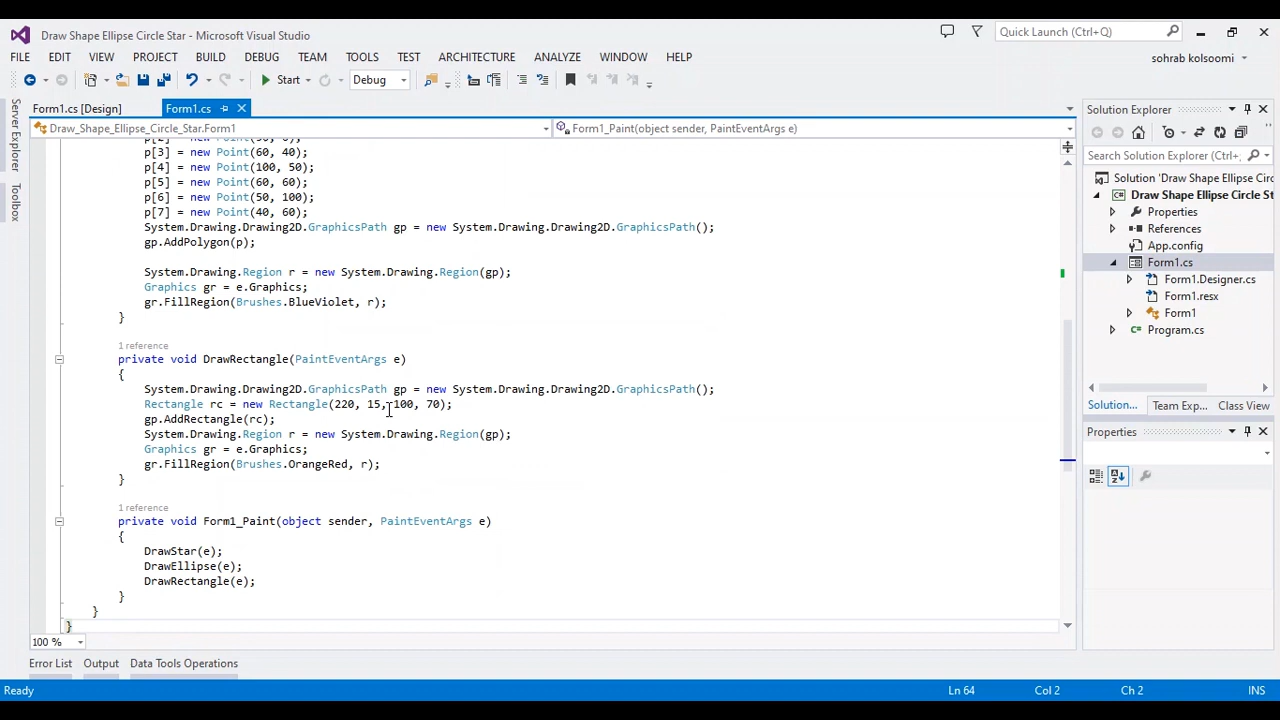 Draw Shape Ellipse Circle Star - Microsoft Visual Studio
Quick Launch (Ctrl+Q)
FILE EDIT VIEW PROJECT BUILD DEBUG TEAM TOOLS TEST ARCHITECTURE ANALYZE WINDOW HELP
sohrab kolsoomi
Start Debug
Form1.cs [Design] Form1.cs
Draw_Shape_Ellipse_Circle_Star.Form1 Form1_Paint(object sender, PaintEventArgs e)
Server Explorer
Toolbox
p[3] = new Point(60, 40);
p[4] = new Point(100, 50);
p[5] = new Point(60, 60);
p[6] = new Point(50, 100);
p[7] = new Point(40, 60);
System.Drawing.Drawing2D.GraphicsPath gp = new System.Drawing.Drawing2D.GraphicsPath();
gp.AddPolygon(p);
System.Drawing.Region r = new System.Drawing.Region(gp);
Graphics gr = e.Graphics;
gr.FillRegion(Brushes.BlueViolet, r);
}
1 reference
private void DrawRectangle(PaintEventArgs e)
{
System.Drawing.Drawing2D.GraphicsPath gp = new System.Drawing.Drawing2D.GraphicsPath();
Rectangle rc = new Rectangle(220, 15, 100, 70);
gp.AddRectangle(rc);
System.Drawing.Region r = new System.Drawing.Region(gp);
Graphics gr = e.Graphics;
gr.FillRegion(Brushes.OrangeRed, r);
}
1 reference
private void Form1_Paint(object sender, PaintEventArgs e)
{
DrawStar(e);
DrawEllipse(e);
DrawRectangle(e);
}
}
}
100 %
Error List Output Data Tools Operations
Solution Explorer
Search Solution Explorer (Ctrl+;
Solution 'Draw Shape Ellipse Circ
Draw Shape Ellipse Circle St
Properties
References
App.config
Form1.cs
Form1.Designer.cs
Form1.resx
Form1
Program.cs
Solution... Team Exp... Class View
Properties
Ready Ln 64 Col 2 Ch 2 INS